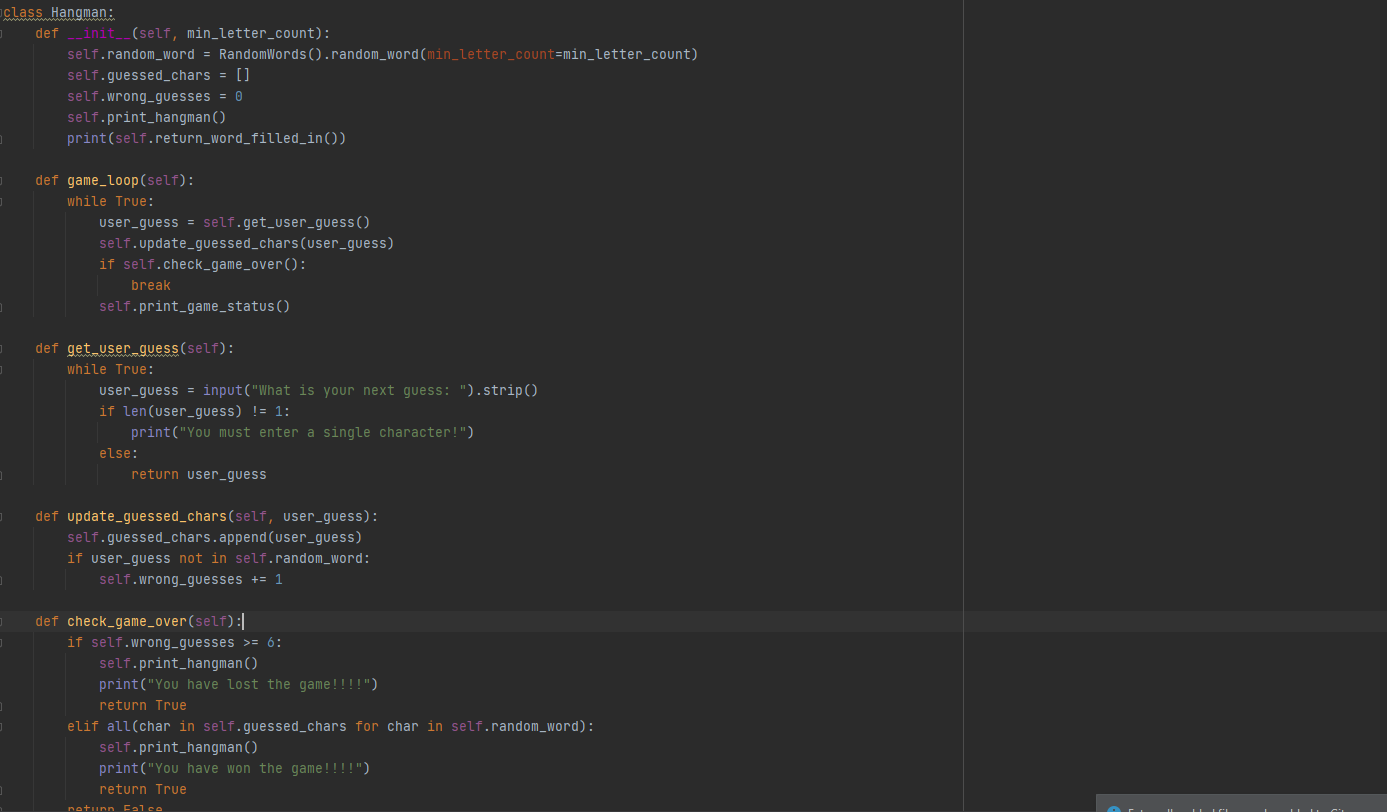 class Hangman:
    def __init__(self, min_letter_count):
        self.random_word = RandomWords().random_word(min_letter_count=min_letter_count)
        self.guessed_chars = []
        self.wrong_guesses = 0
        self.print_hangman()
        print(self.return_word_filled_in())
    def game_loop(self):
        while True:
            user_guess = self.get_user_guess()
            self.update_guessed_chars(user_guess)
            if self.check_game_over():
                break
            self.print_game_status()
    def get_user_guess(self):
        while True:
            user_guess = input("What is your next guess: ").strip()
            if len(user_guess) != 1:
                print("You must enter a single character!")
            else:
                return user_guess
    def update_guessed_chars(self, user_guess):
        self.guessed_chars.append(user_guess)
        if user_guess not in self.random_word:
            self.wrong_guesses += 1
    def check_game_over(self):
        if self.wrong_guesses >= 6:
            self.print_hangman()
            print("You have lost the game!!!!")
            return True
        elif all(char in self.guessed_chars for char in self.random_word):
            self.print_hangman()
            print("You have won the game!!!!")
            return True
        return False